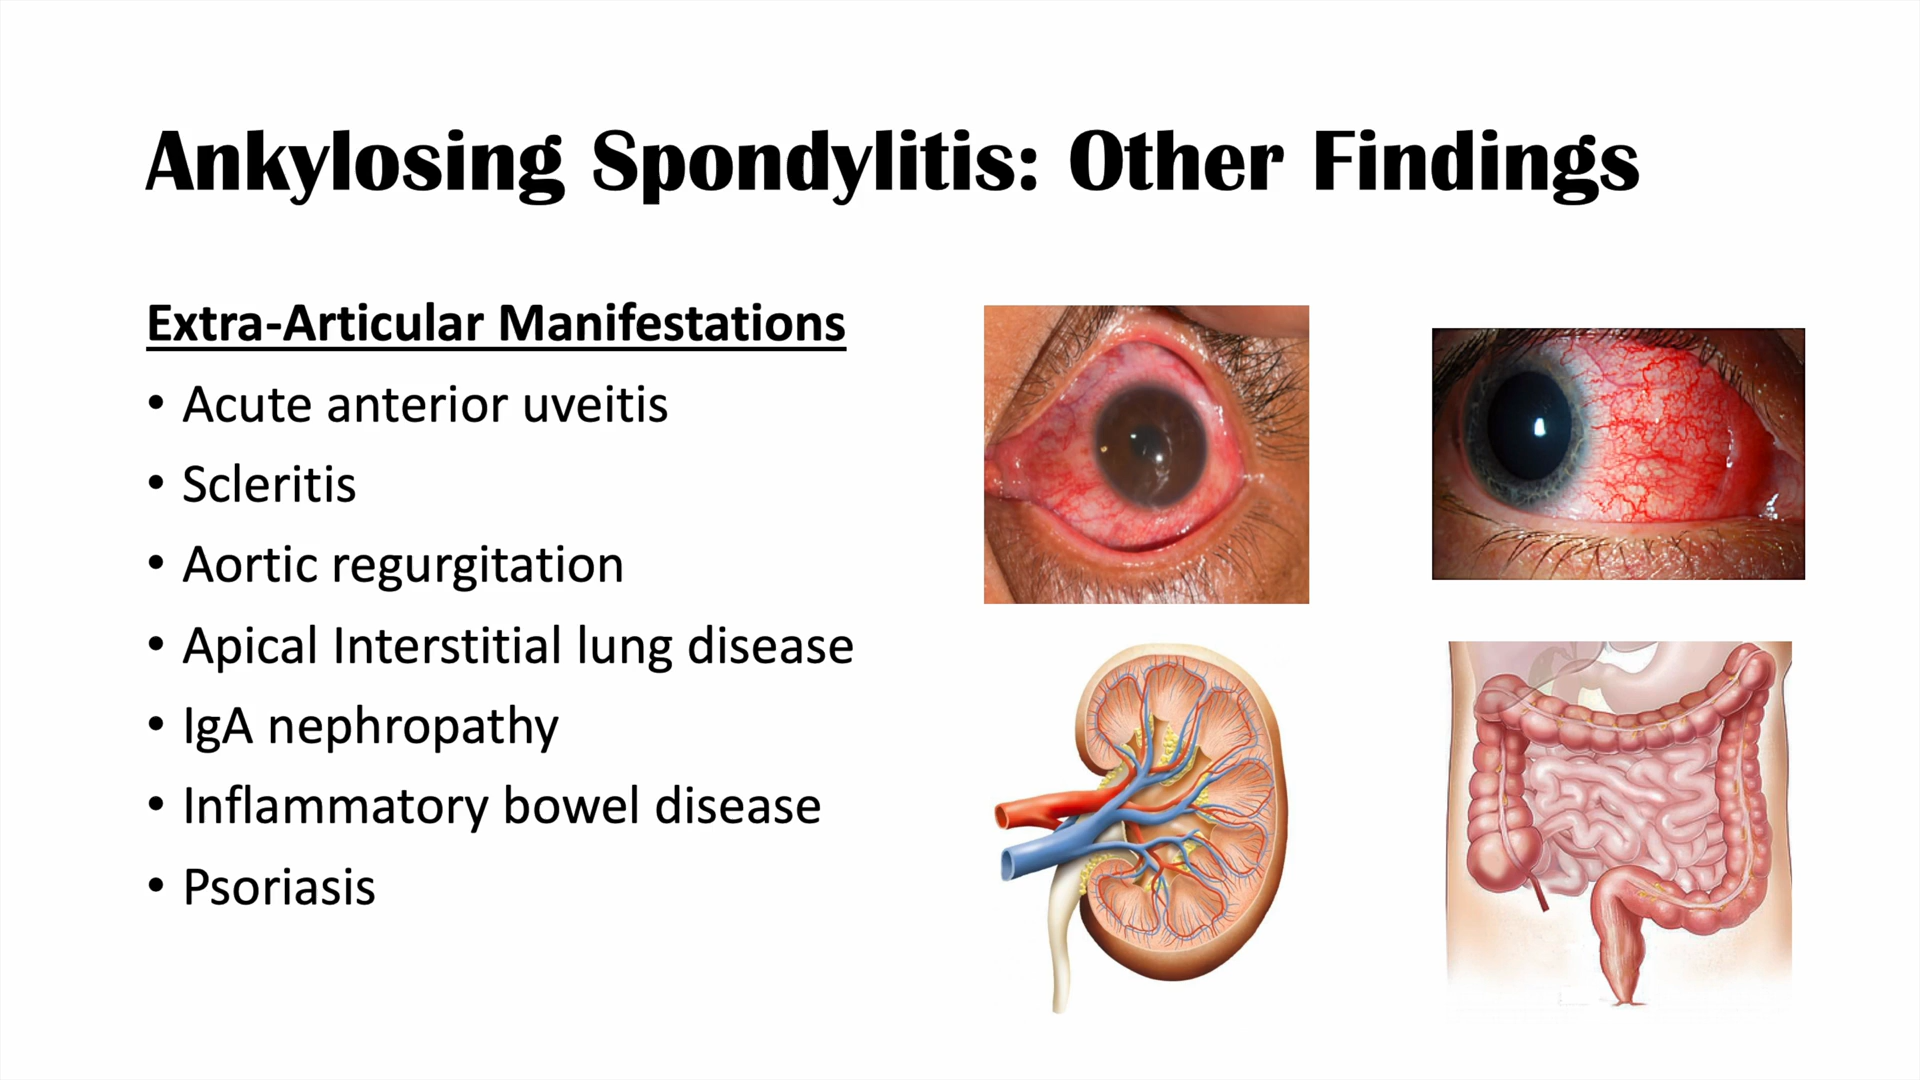 Ankylosing Spondylitis: Other Findings
Extra-Articular Manifestations
• Acute anterior uveitis
• Scleritis
• Aortic regurgitation
• Apical Interstitial lung disease
• IgA nephropathy
• Inflammatory bowel disease
• Psoriasis